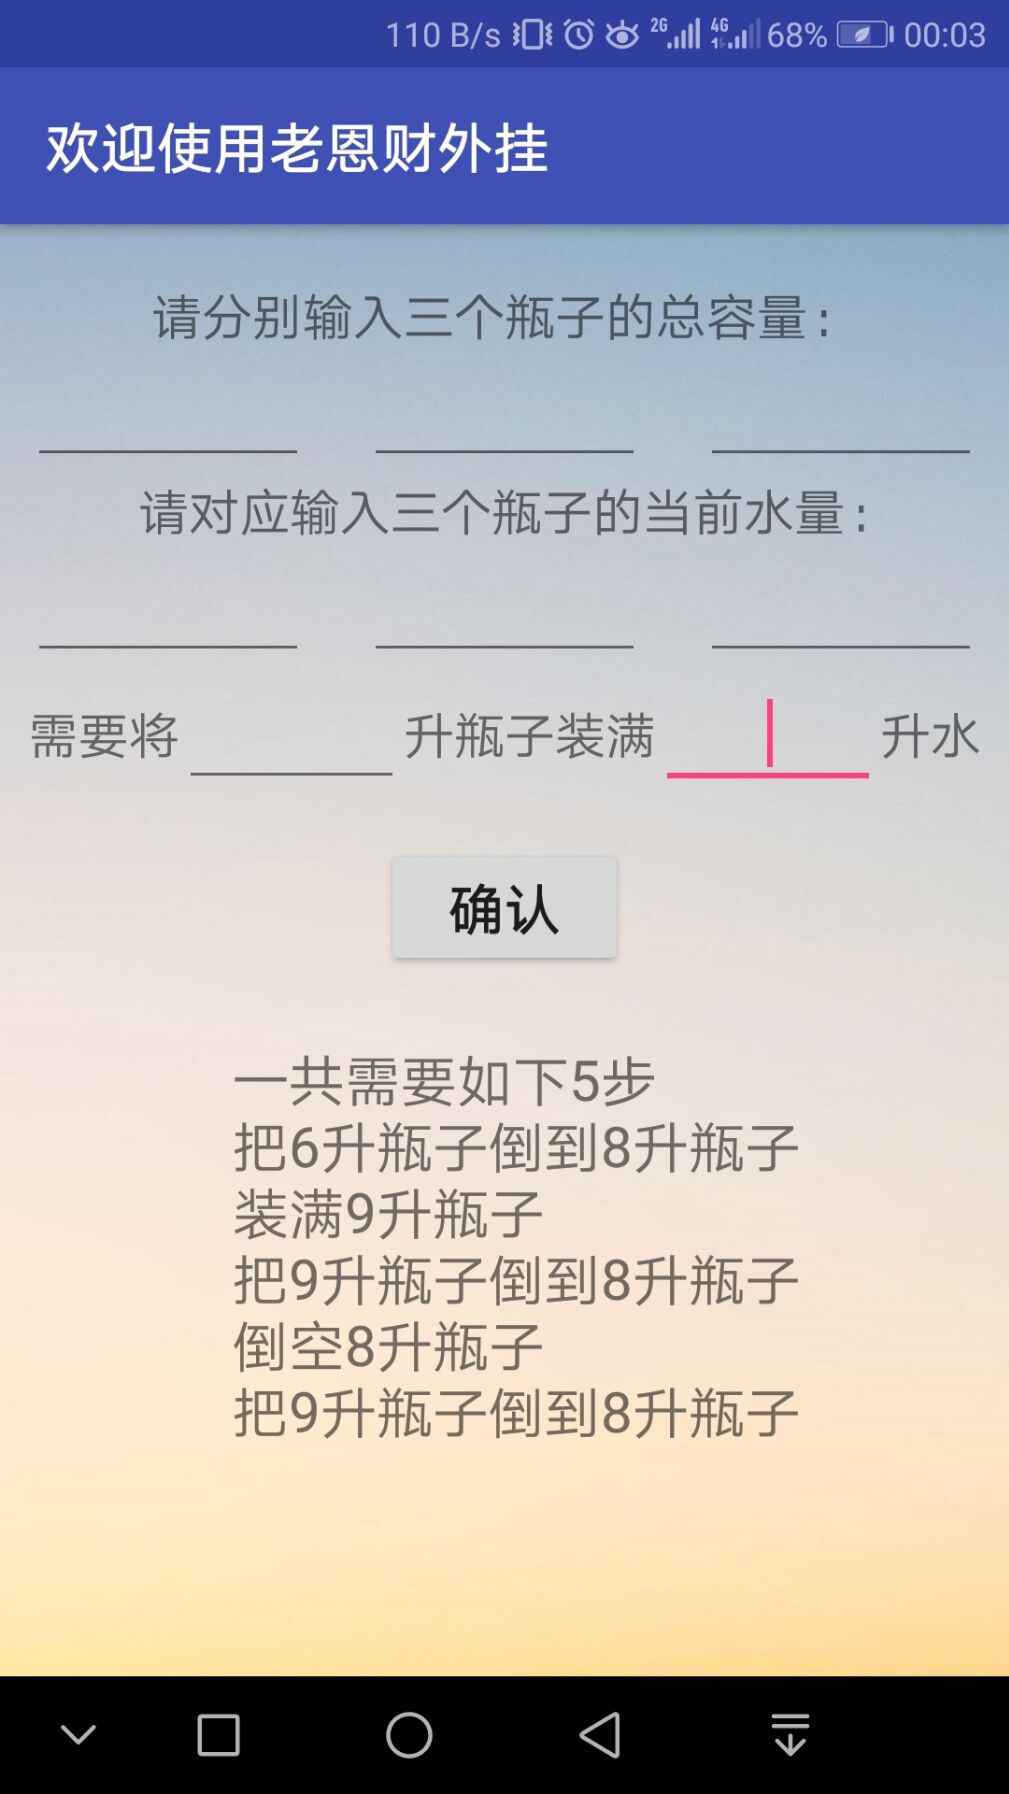 110 B/s 2G 4G 68% 00:03
欢迎使用老恩财外挂
请分别输入三个瓶子的总容量：
请对应输入三个瓶子的当前水量：
需要将 升瓶子装满 升水
确认
一共需要如下5步
把6升瓶子倒到8升瓶子
装满9升瓶子
把9升瓶子倒到8升瓶子
倒空8升瓶子
把9升瓶子倒到8升瓶子